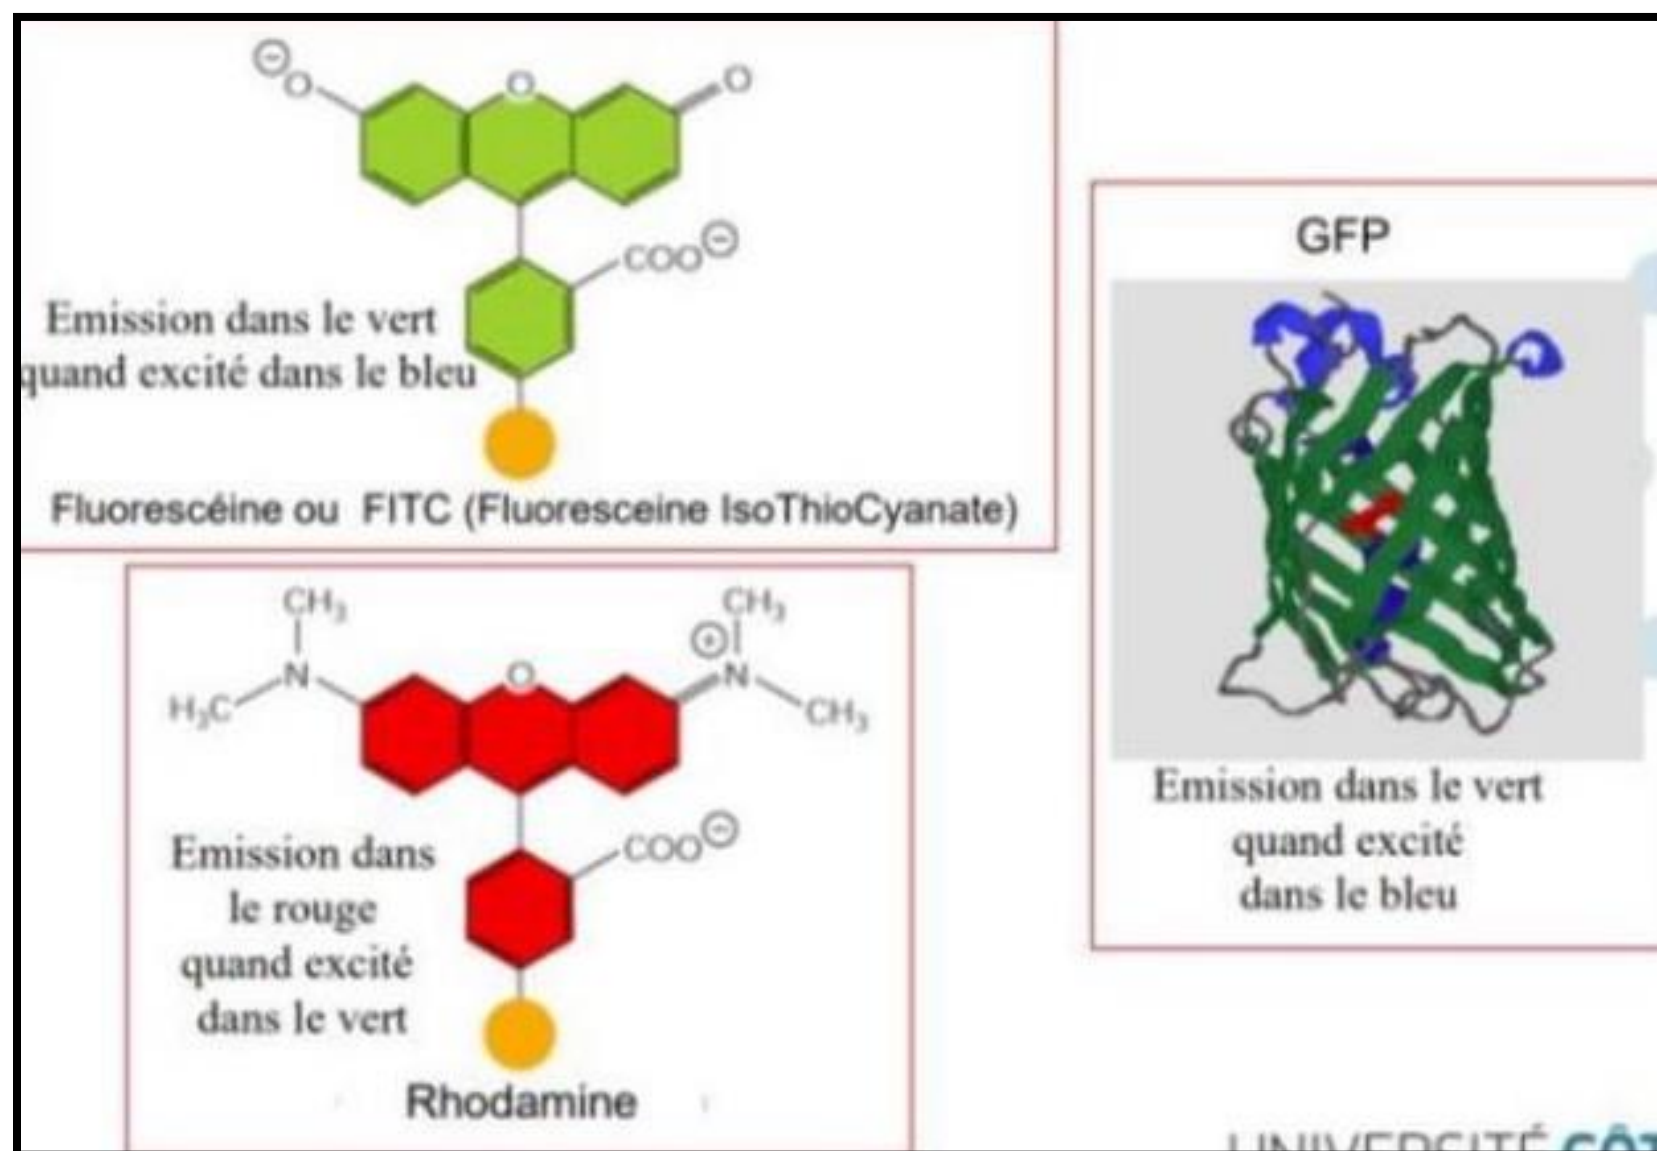 ⊖
O
O
O
COO⊖
Emission dans le vert
quand excité dans le bleu
Fluorescéine ou FITC (Fluoresceine IsoThioCyanate)
CH3
CH3
⊕
N
O
N
H3C
CH3
Emission dans
le rouge
quand excité
dans le vert
COO⊖
Rhodamine
GFP
Emission dans le vert
quand excité
dans le bleu
UNIVERSITÉ CÔT